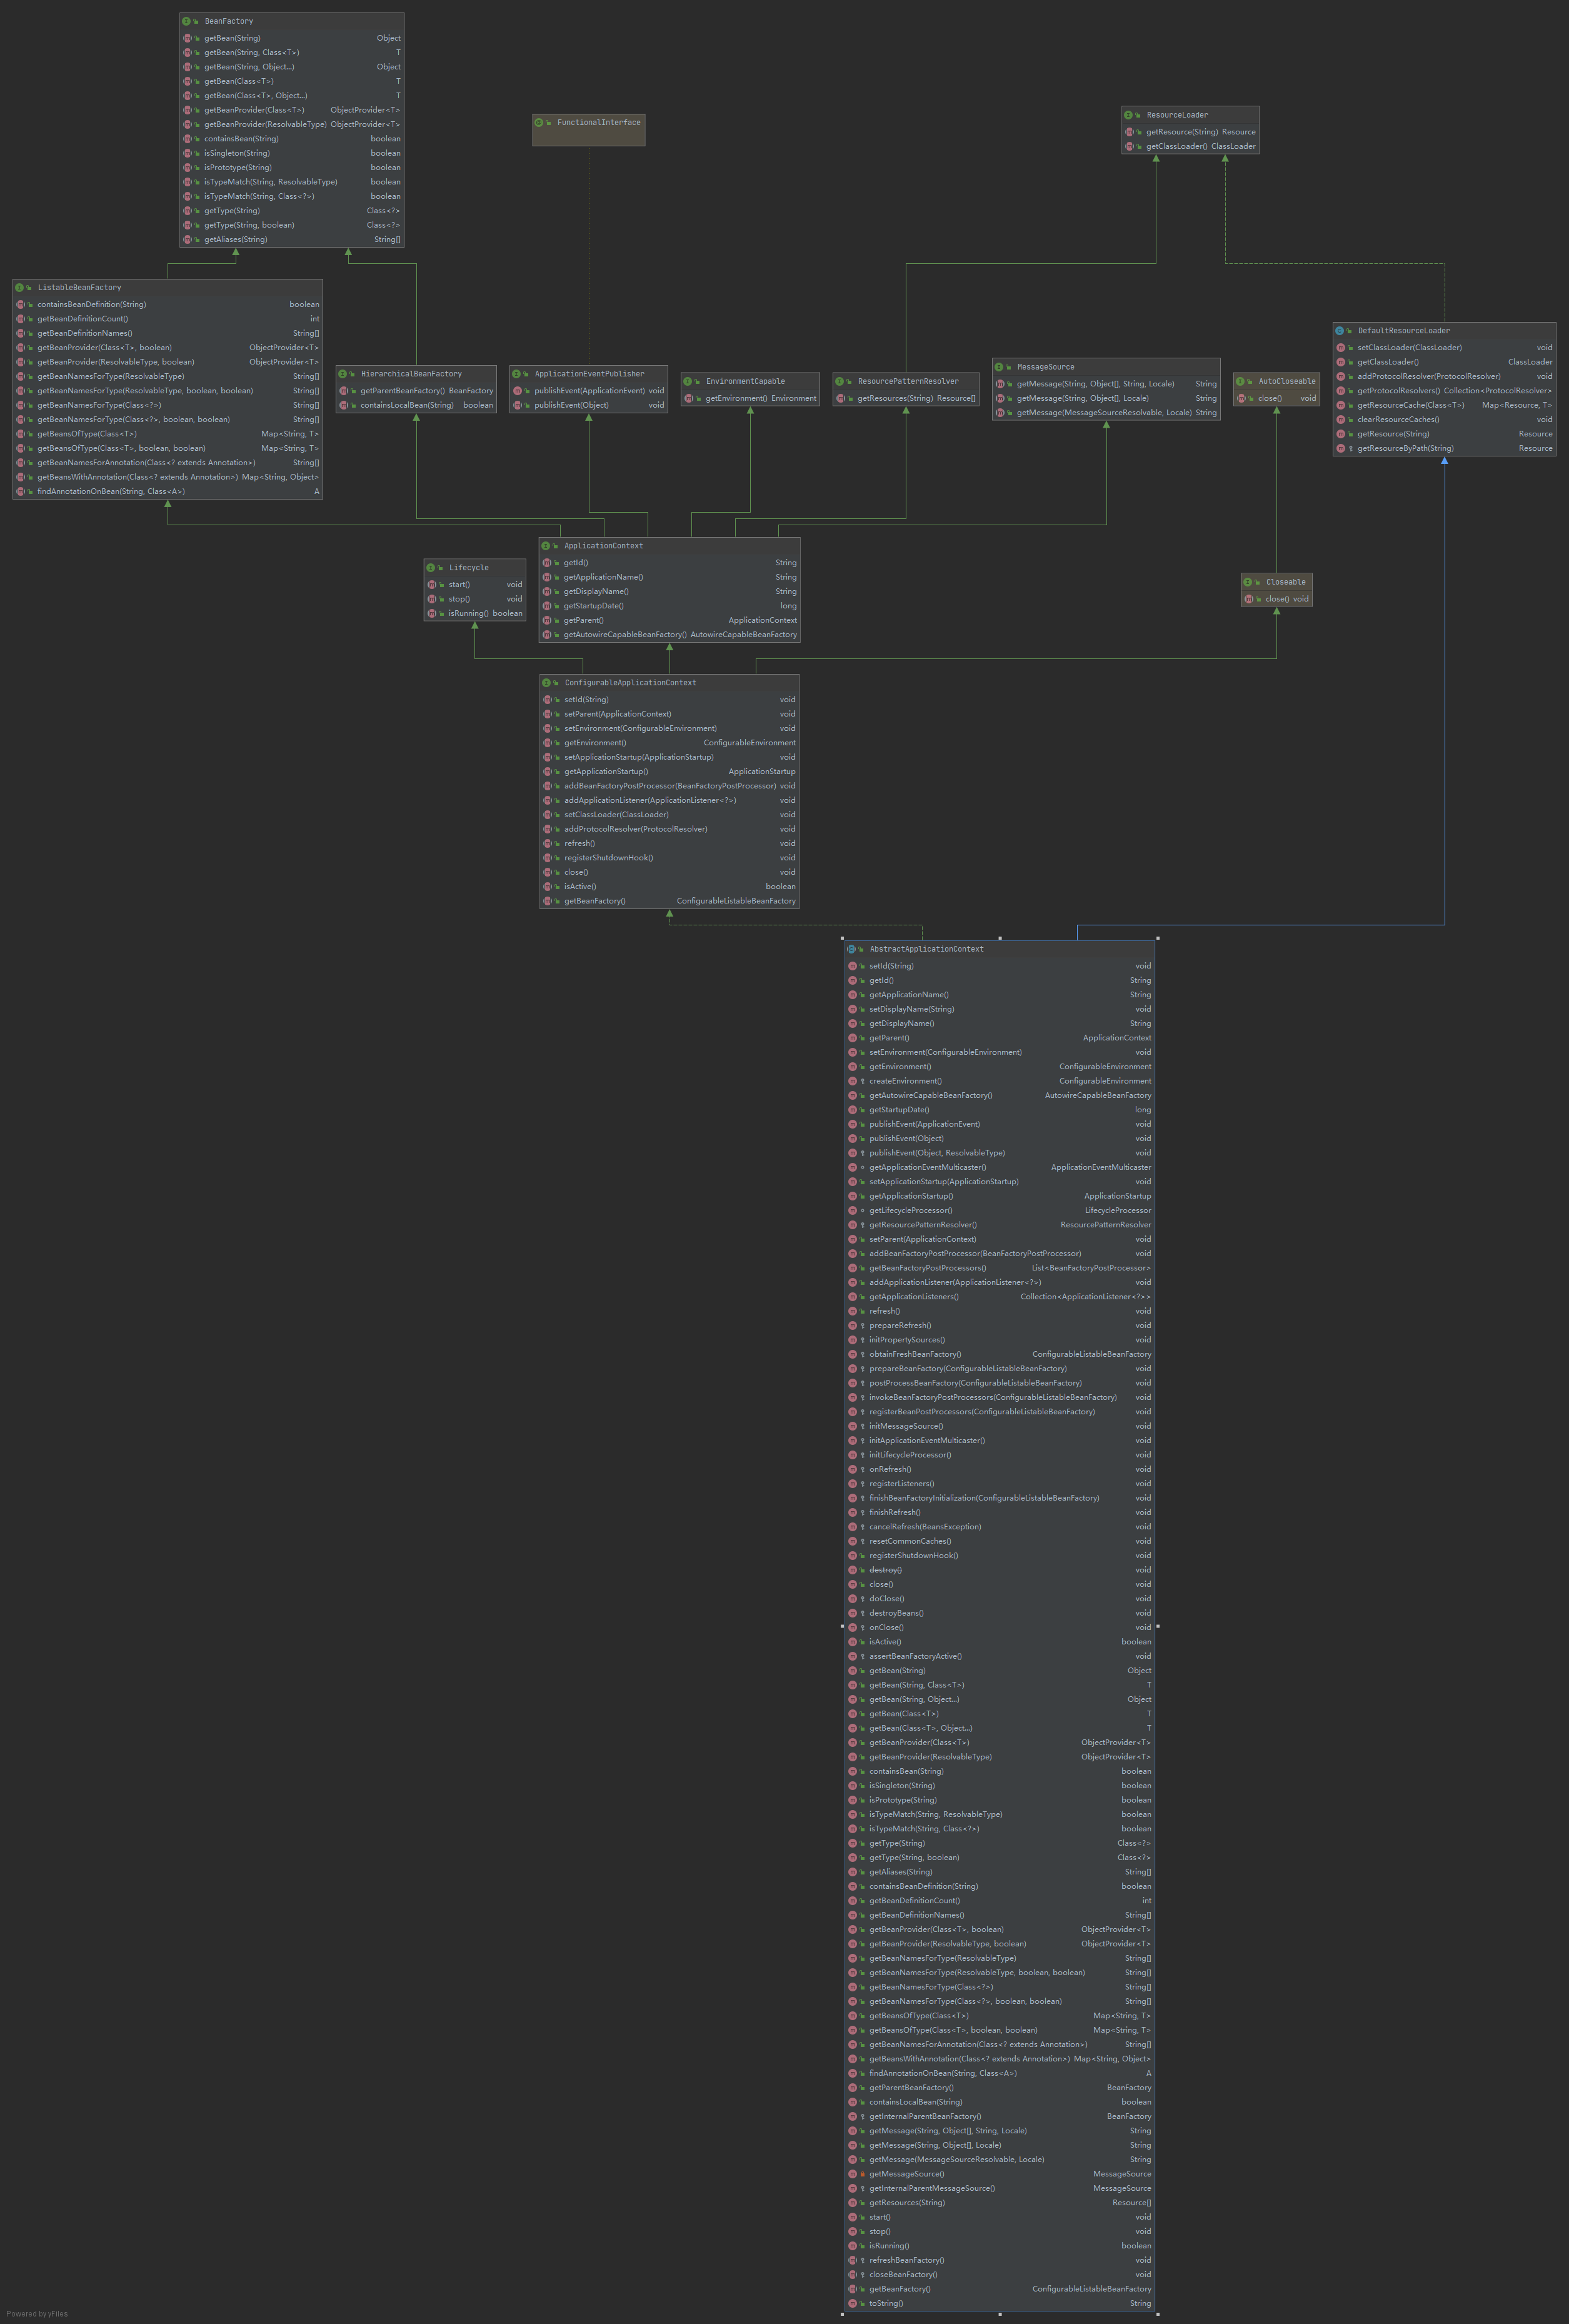 BeanFactory
getBean(String) Object
getBean(String, Class<T>) T
getBean(String, Object...) Object
getBean(Class<T>) T
getBean(Class<T>, Object...) T
getBeanProvider(Class<T>) ObjectProvider<T>
getBeanProvider(ResolvableType) ObjectProvider<T>
containsBean(String) boolean
isSingleton(String) boolean
isPrototype(String) boolean
isTypeMatch(String, ResolvableType) boolean
isTypeMatch(String, Class<?>) boolean
getType(String) Class<?>
getType(String, boolean) Class<?>
getAliases(String) String[]
FunctionalInterface
ResourceLoader
getResource(String) Resource
getClassLoader() ClassLoader
ListableBeanFactory
containsBeanDefinition(String) boolean
getBeanDefinitionCount() int
getBeanDefinitionNames() String[]
getBeanProvider(Class<T>, boolean) ObjectProvider<T>
getBeanProvider(ResolvableType, boolean) ObjectProvider<T>
getBeanNamesForType(ResolvableType) String[]
getBeanNamesForType(ResolvableType, boolean, boolean) String[]
getBeanNamesForType(Class<?>) String[]
getBeanNamesForType(Class<?>, boolean, boolean) String[]
getBeansOfType(Class<T>) Map<String, T>
getBeansOfType(Class<T>, boolean, boolean) Map<String, T>
getBeanNamesForAnnotation(Class<? extends Annotation>) String[]
getBeansWithAnnotation(Class<? extends Annotation>) Map<String, Object>
findAnnotationOnBean(String, Class<A>) A
HierarchicalBeanFactory
getParentBeanFactory() BeanFactory
containsLocalBean(String) boolean
ApplicationEventPublisher
publishEvent(ApplicationEvent) void
publishEvent(Object) void
EnvironmentCapable
getEnvironment() Environment
ResourcePatternResolver
getResources(String) Resource[]
MessageSource
getMessage(String, Object[], String, Locale) String
getMessage(String, Object[], Locale) String
getMessage(MessageSourceResolvable, Locale) String
AutoCloseable
close() void
DefaultResourceLoader
setClassLoader(ClassLoader) void
getClassLoader() ClassLoader
addProtocolResolver(ProtocolResolver) void
getProtocolResolvers() Collection<ProtocolResolver>
getResourceCache(Class<T>) Map<Resource, T>
clearResourceCaches() void
getResource(String) Resource
getResourceByPath(String) Resource
Lifecycle
start() void
stop() void
isRunning() boolean
ApplicationContext
getId() String
getApplicationName() String
getDisplayName() String
getStartupDate() long
getParent() ApplicationContext
getAutowireCapableBeanFactory() AutowireCapableBeanFactory
Closeable
close() void
ConfigurableApplicationContext
setId(String) void
setParent(ApplicationContext) void
setEnvironment(ConfigurableEnvironment) void
getEnvironment() ConfigurableEnvironment
setApplicationStartup(ApplicationStartup) void
getApplicationStartup() ApplicationStartup
addBeanFactoryPostProcessor(BeanFactoryPostProcessor) void
addApplicationListener(ApplicationListener<?>) void
setClassLoader(ClassLoader) void
addProtocolResolver(ProtocolResolver) void
refresh() void
registerShutdownHook() void
close() void
isActive() boolean
getBeanFactory() ConfigurableListableBeanFactory
AbstractApplicationContext
setId(String) void
getId() String
getApplicationName() String
setDisplayName(String) void
getDisplayName() String
getParent() ApplicationContext
setEnvironment(ConfigurableEnvironment) void
getEnvironment() ConfigurableEnvironment
createEnvironment() ConfigurableEnvironment
getAutowireCapableBeanFactory() AutowireCapableBeanFactory
getStartupDate() long
publishEvent(ApplicationEvent) void
publishEvent(Object) void
publishEvent(Object, ResolvableType) void
getApplicationEventMulticaster() ApplicationEventMulticaster
setApplicationStartup(ApplicationStartup) void
getApplicationStartup() ApplicationStartup
getLifecycleProcessor() LifecycleProcessor
getResourcePatternResolver() ResourcePatternResolver
setParent(ApplicationContext) void
addBeanFactoryPostProcessor(BeanFactoryPostProcessor) void
getBeanFactoryPostProcessors() List<BeanFactoryPostProcessor>
addApplicationListener(ApplicationListener<?>) void
getApplicationListeners() Collection<ApplicationListener<?>>
refresh() void
prepareRefresh() void
initPropertySources() void
obtainFreshBeanFactory() ConfigurableListableBeanFactory
prepareBeanFactory(ConfigurableListableBeanFactory) void
postProcessBeanFactory(ConfigurableListableBeanFactory) void
invokeBeanFactoryPostProcessors(ConfigurableListableBeanFactory) void
registerBeanPostProcessors(ConfigurableListableBeanFactory) void
initMessageSource() void
initApplicationEventMulticaster() void
initLifecycleProcessor() void
onRefresh() void
registerListeners() void
finishBeanFactoryInitialization(ConfigurableListableBeanFactory) void
finishRefresh() void
cancelRefresh(BeansException) void
resetCommonCaches() void
registerShutdownHook() void
destroy() void
close() void
doClose() void
destroyBeans() void
onClose() void
isActive() boolean
assertBeanFactoryActive() void
getBean(String) Object
getBean(String, Class<T>) T
getBean(String, Object...) Object
getBean(Class<T>) T
getBean(Class<T>, Object...) T
getBeanProvider(Class<T>) ObjectProvider<T>
getBeanProvider(ResolvableType) ObjectProvider<T>
containsBean(String) boolean
isSingleton(String) boolean
isPrototype(String) boolean
isTypeMatch(String, ResolvableType) boolean
isTypeMatch(String, Class<?>) boolean
getType(String) Class<?>
getType(String, boolean) Class<?>
getAliases(String) String[]
containsBeanDefinition(String) boolean
getBeanDefinitionCount() int
getBeanDefinitionNames() String[]
getBeanProvider(Class<T>, boolean) ObjectProvider<T>
getBeanProvider(ResolvableType, boolean) ObjectProvider<T>
getBeanNamesForType(ResolvableType) String[]
getBeanNamesForType(ResolvableType, boolean, boolean) String[]
getBeanNamesForType(Class<?>) String[]
getBeanNamesForType(Class<?>, boolean, boolean) String[]
getBeansOfType(Class<T>) Map<String, T>
getBeansOfType(Class<T>, boolean, boolean) Map<String, T>
getBeanNamesForAnnotation(Class<? extends Annotation>) String[]
getBeansWithAnnotation(Class<? extends Annotation>) Map<String, Object>
findAnnotationOnBean(String, Class<A>) A
getParentBeanFactory() BeanFactory
containsLocalBean(String) boolean
getInternalParentBeanFactory() BeanFactory
getMessage(String, Object[], String, Locale) String
getMessage(String, Object[], Locale) String
getMessage(MessageSourceResolvable, Locale) String
getMessageSource() MessageSource
getInternalParentMessageSource() MessageSource
getResources(String) Resource[]
start() void
stop() void
isRunning() boolean
refreshBeanFactory() void
closeBeanFactory() void
getBeanFactory() ConfigurableListableBeanFactory
toString() String
Powered by yFiles